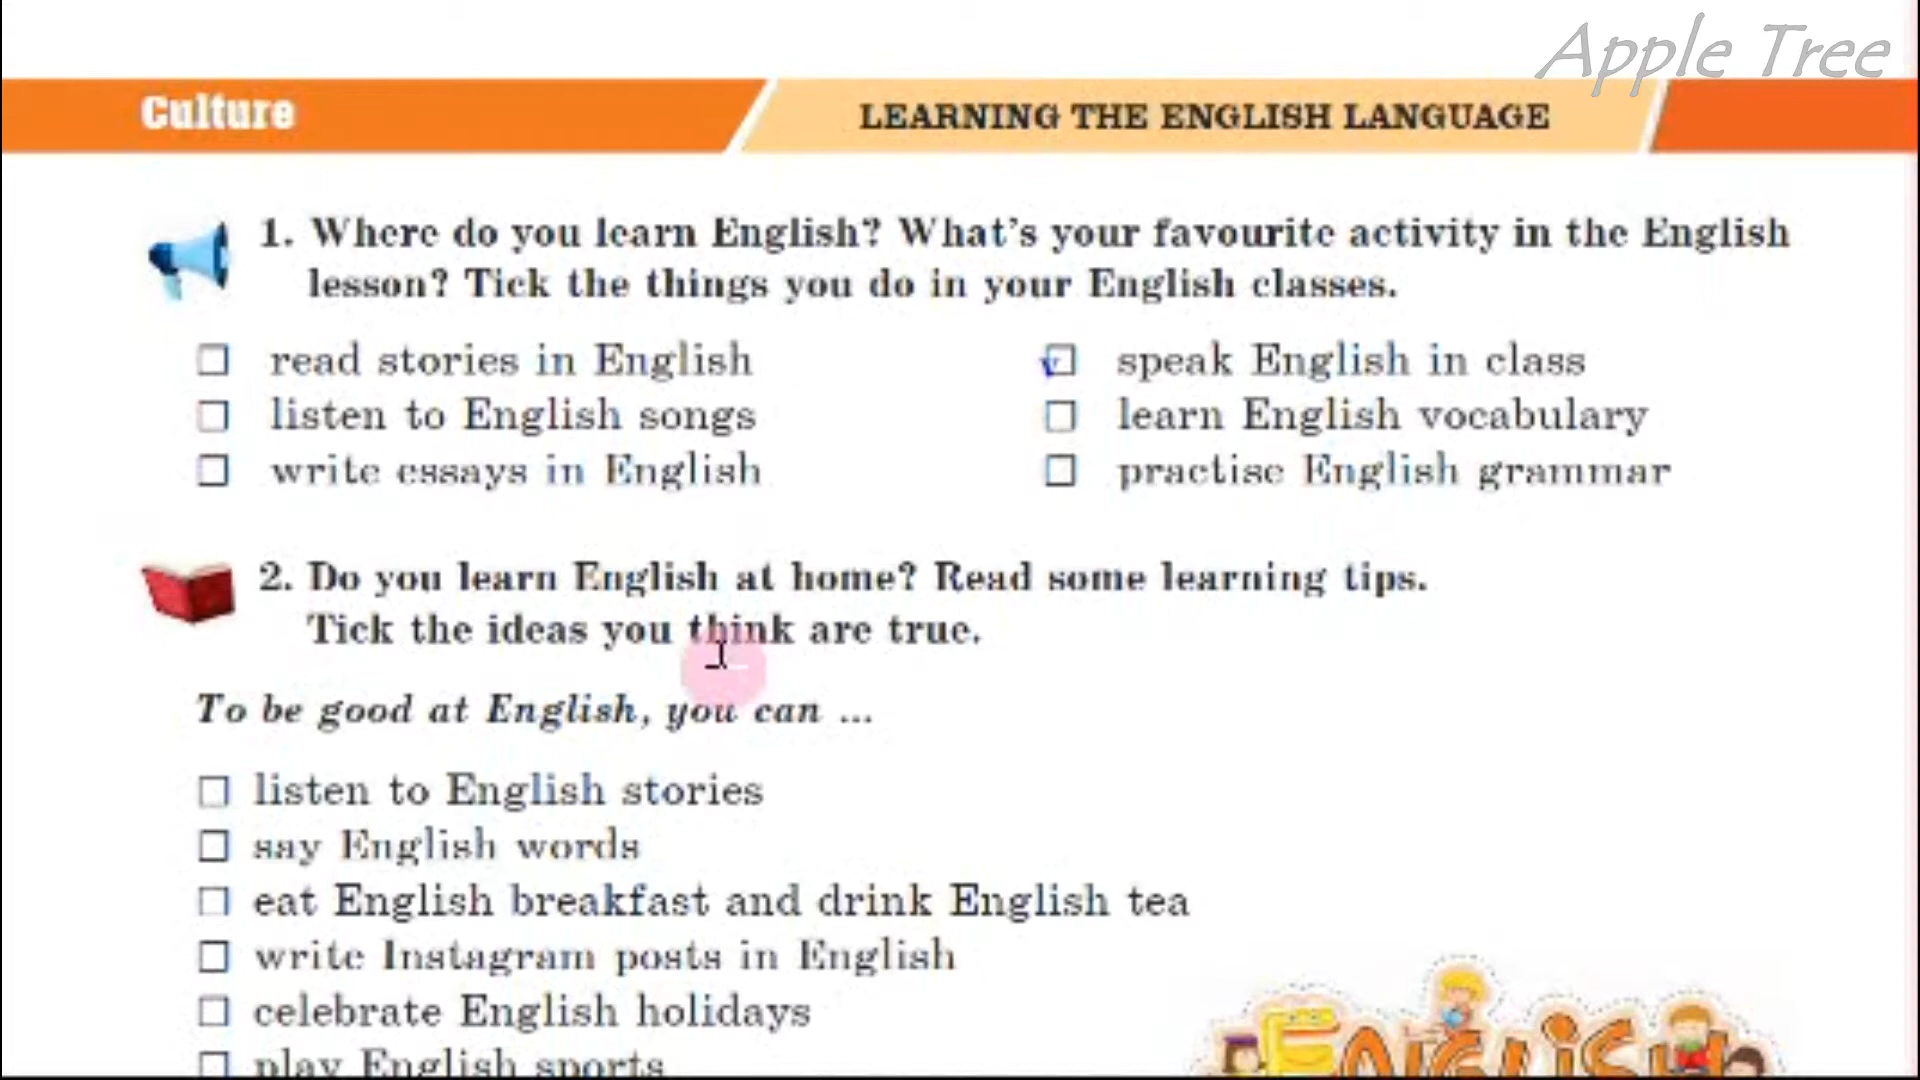 Apple Tree
Culture
LEARNING THE ENGLISH LANGUAGE
1. Where do you learn English? What's your favourite activity in the English
lesson? Tick the things you do in your English classes.
read stories in English
speak English in class
listen to English songs
learn English vocabulary
write essays in English
practise English grammar
2. Do you learn English at home? Read some learning tips.
Tick the ideas you think are true.
To be good at English, you can ...
listen to English stories
say English words
eat English breakfast and drink English tea
write Instagram posts in English
celebrate English holidays
play English sports
ENGLISH